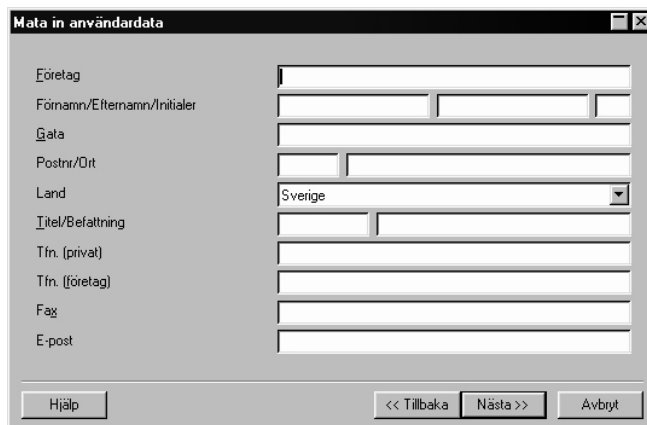 Mata in användardata
Företag
Förnamn/Efternamn/Initialer
Gata
Postnr/Ort
Land Sverige
Titel/Befattning
Tfn. (privat)
Tfn. (företag)
Fax
E-post
Hjälp << Tillbaka Nästa >> Avbryt